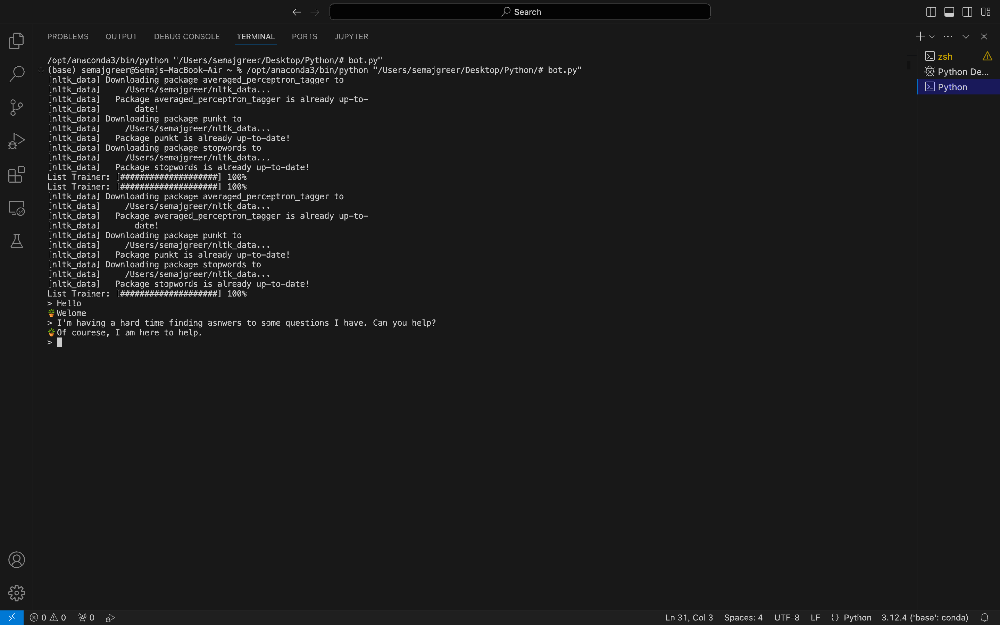 Search
PROBLEMS OUTPUT DEBUG CONSOLE TERMINAL PORTS JUPYTER
/opt/anaconda3/bin/python "/Users/semajgreer/Desktop/Python/# bot.py"
(base) semajgreer@Semajs-MacBook-Air ~ % /opt/anaconda3/bin/python "/Users/semajgreer/Desktop/Python/# bot.py"
[nltk_data] Downloading package averaged_perceptron_tagger to
[nltk_data]     /Users/semajgreer/nltk_data...
[nltk_data]   Package averaged_perceptron_tagger is already up-to-
[nltk_data]       date!
[nltk_data] Downloading package punkt to
[nltk_data]     /Users/semajgreer/nltk_data...
[nltk_data]   Package punkt is already up-to-date!
[nltk_data] Downloading package stopwords to
[nltk_data]     /Users/semajgreer/nltk_data...
[nltk_data]   Package stopwords is already up-to-date!
List Trainer: [####################] 100%
List Trainer: [####################] 100%
[nltk_data] Downloading package averaged_perceptron_tagger to
[nltk_data]     /Users/semajgreer/nltk_data...
[nltk_data]   Package averaged_perceptron_tagger is already up-to-
[nltk_data]       date!
[nltk_data] Downloading package punkt to
[nltk_data]     /Users/semajgreer/nltk_data...
[nltk_data]   Package punkt is already up-to-date!
[nltk_data] Downloading package stopwords to
[nltk_data]     /Users/semajgreer/nltk_data...
[nltk_data]   Package stopwords is already up-to-date!
List Trainer: [####################] 100%
> Hello
🪴Welome
> I'm having a hard time finding asnwers to some questions I have. Can you help?
🪴Of courese, I am here to help.
>
zsh
Python De...
Python
0 0 0 Ln 31, Col 3 Spaces: 4 UTF-8 LF {} Python 3.12.4 ('base': conda)